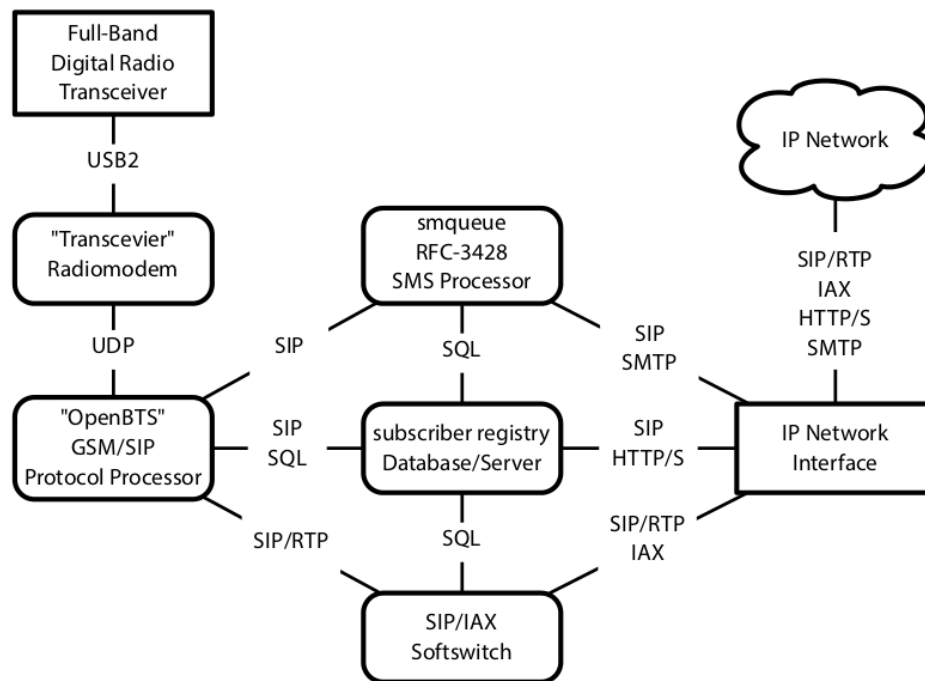 Full-Band
Digital Radio
Transceiver
USB2
"Transcevier"
Radiomodem
UDP
"OpenBTS"
GSM/SIP
Protocol Processor
SIP
smqueue
RFC-3428
SMS Processor
SQL
SIP
SQL
subscriber registry
Database/Server
SIP/RTP
SQL
SIP/IAX
Softswitch
SIP
SMTP
SIP
HTTP/S
SIP/RTP
IAX
IP Network
SIP/RTP
IAX
HTTP/S
SMTP
IP Network
Interface